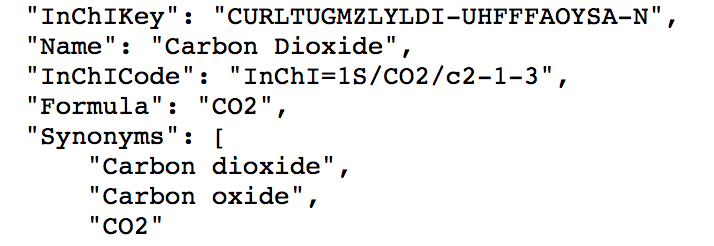 "InChIKey": "CURLTUGMZLYLDI-UHFFFAOYSA-N",
"Name": "Carbon Dioxide",
"InChICode": "InChI=1S/CO2/c2-1-3",
"Formula": "CO2",
"Synonyms": [
"Carbon dioxide",
"Carbon oxide",
"CO2"